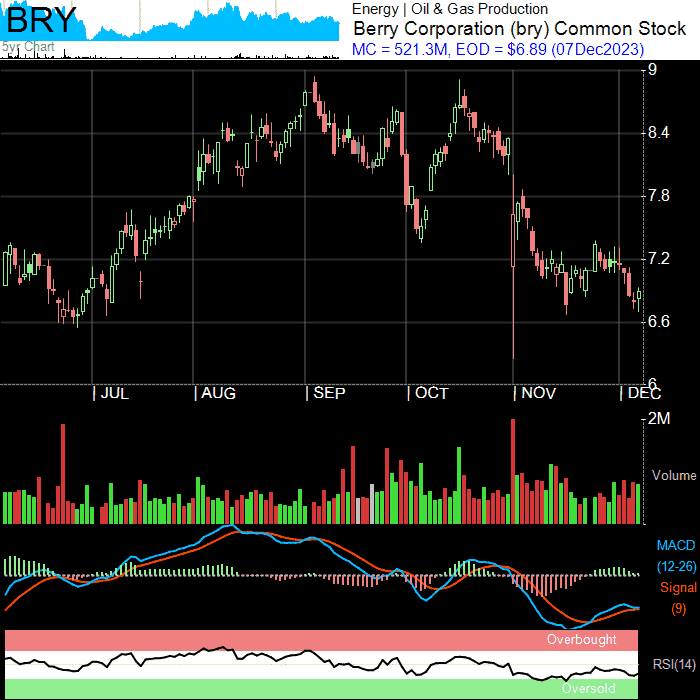 BRY
5yr Chart
Energy | Oil & Gas Production
Berry Corporation (bry) Common Stock
MC = 521.3M, EOD = $6.89 (07Dec2023)
9
8.4
7.8
7.2
6.6
6
| JUL | AUG | SEP | OCT | NOV | DEC
2M
Volume
MACD
(12-26)
Signal
(9)
Overbought
RSI(14)
Oversold